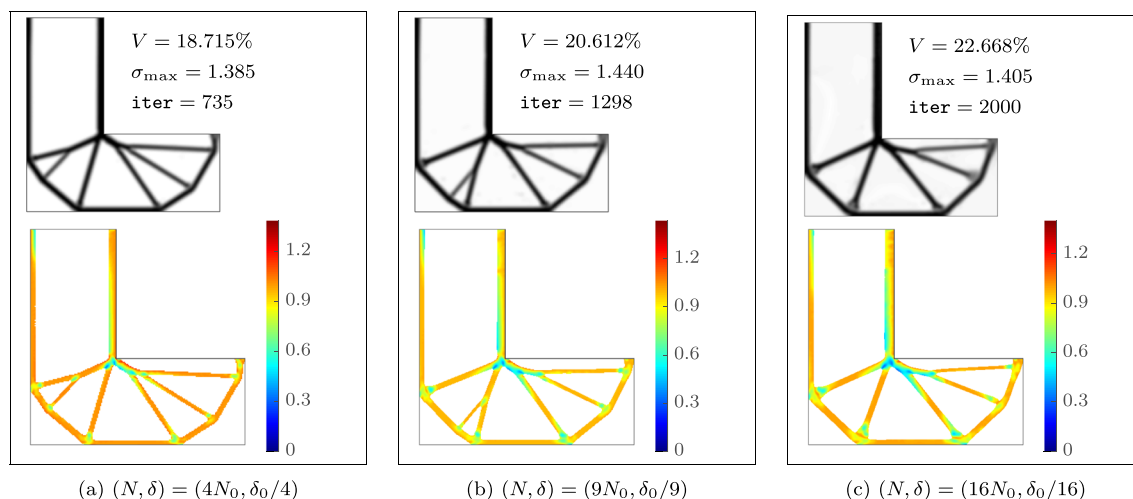 V = 18.715%
σmax = 1.385
iter = 735
1.2
0.9
0.6
0.3
0
(a) (N, δ) = (4N₀, δ₀/4)
V = 20.612%
σmax = 1.440
iter = 1298
1.2
0.9
0.6
0.3
0
(b) (N, δ) = (9N₀, δ₀/9)
V = 22.668%
σmax = 1.405
iter = 2000
1.2
0.9
0.6
0.3
0
(c) (N, δ) = (16N₀, δ₀/16)